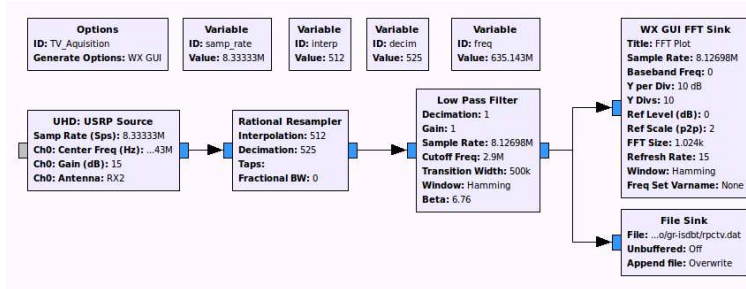 Options
ID: TV_Aquisition
Generate Options: WX GUI
Variable
ID: samp_rate
Value: 8.33333M
Variable
ID: interp
Value: 512
Variable
ID: decim
Value: 525
Variable
ID: freq
Value: 635.143M
WX GUI FFT Sink
Title: FFT Plot
Sample Rate: 8.12698M
Baseband Freq: 0
Y per Div: 10 dB
Y Divs: 10
Ref Level (dB): 0
Ref Scale (p2p): 2
FFT Size: 1.024k
Refresh Rate: 15
Window: Hamming
Freq Set Varname: None
UHD: USRP Source
Samp Rate (Sps): 8.33333M
Ch0: Center Freq (Hz): ...43M
Ch0: Gain (dB): 15
Ch0: Antenna: RX2
Rational Resampler
Interpolation: 512
Decimation: 525
Taps:
Fractional BW: 0
Low Pass Filter
Decimation: 1
Gain: 1
Sample Rate: 8.12698M
Cutoff Freq: 2.9M
Transition Width: 500k
Window: Hamming
Beta: 6.76
File Sink
File: ...o/gr-isdbt/rpctv.dat
Unbuffered: Off
Append file: Overwrite